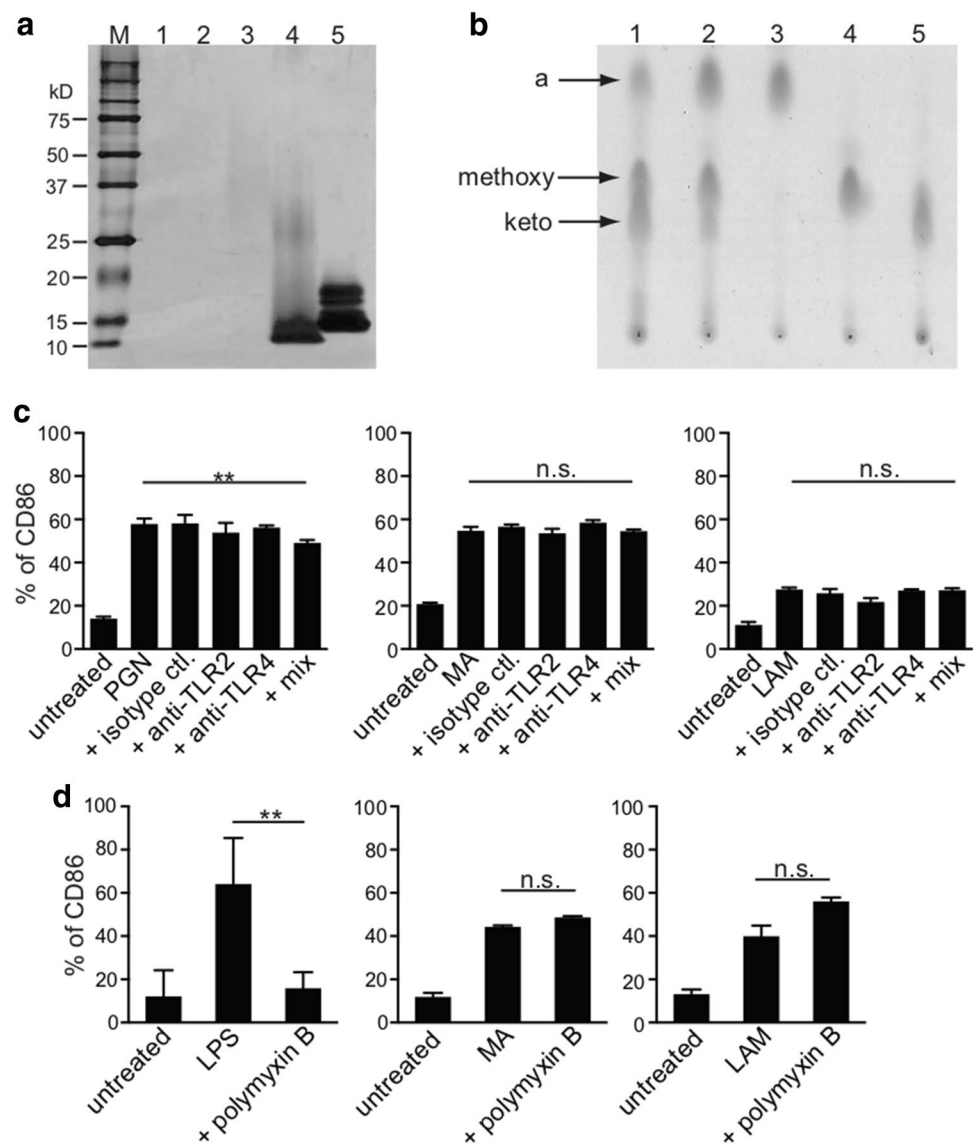 a
M 1 2 3 4 5
kD
75
50
37
25
20
15
10
b
1 2 3 4 5
a
methoxy
keto
c
% of CD86
100
80
60
40
20
0
**
untreated
PGN
+ isotype ctl.
+ anti-TLR2
+ anti-TLR4
+ mix
100
80
60
40
20
0
n.s.
untreated
MA
+ isotype ctl.
+ anti-TLR2
+ anti-TLR4
+ mix
100
80
60
40
20
0
n.s.
untreated
LAM
+ isotype ctl.
+ anti-TLR2
+ anti-TLR4
+ mix
d
% of CD86
100
80
60
40
20
0
**
untreated
LPS
+ polymyxin B
100
80
60
40
20
0
n.s.
untreated
MA
+ polymyxin B
100
80
60
40
20
0
n.s.
untreated
LAM
+ polymyxin B